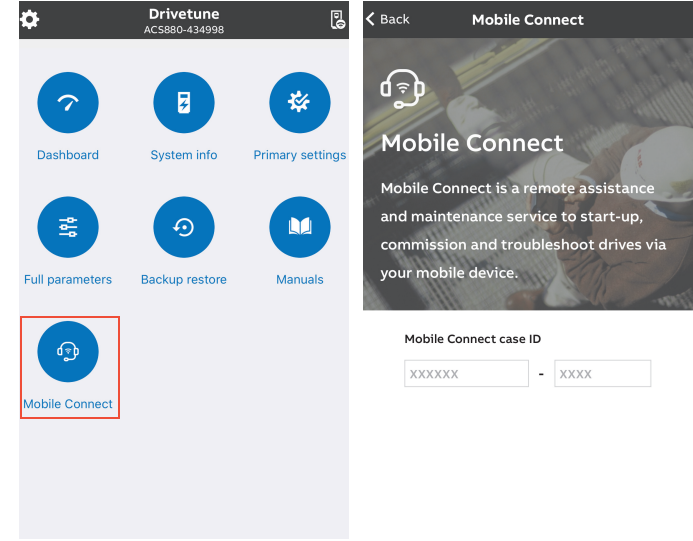 Drivetune
ACS880-434998
Dashboard
System info
Primary settings
Full parameters
Backup restore
Manuals
Mobile Connect
Back
Mobile Connect
Mobile Connect
Mobile Connect is a remote assistance
and maintenance service to start-up,
commission and troubleshoot drives via
your mobile device.
Mobile Connect case ID
XXXXXX - XXXX